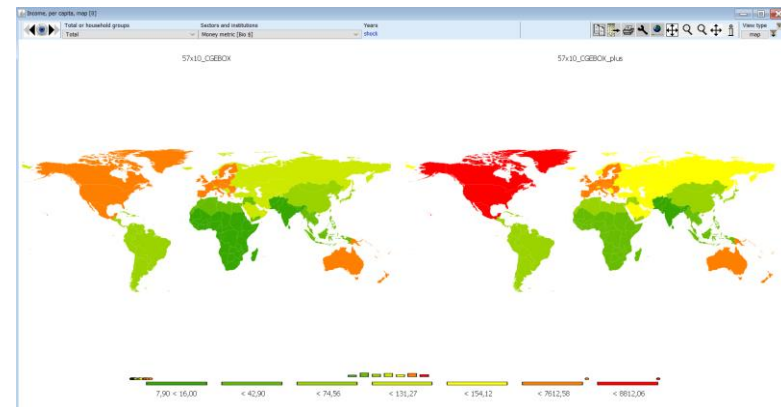 Income, per capita, map [0]
Total or household groups
Sectors and institutions
Years
View type
Total
Money metric [Bio $]
shock
map
57x10_CGEBOX
57x10_CGEBOX_plus
7,90 < 16,00
< 42,90
< 74,56
< 131,27
< 154,12
< 7612,58
< 8812,06